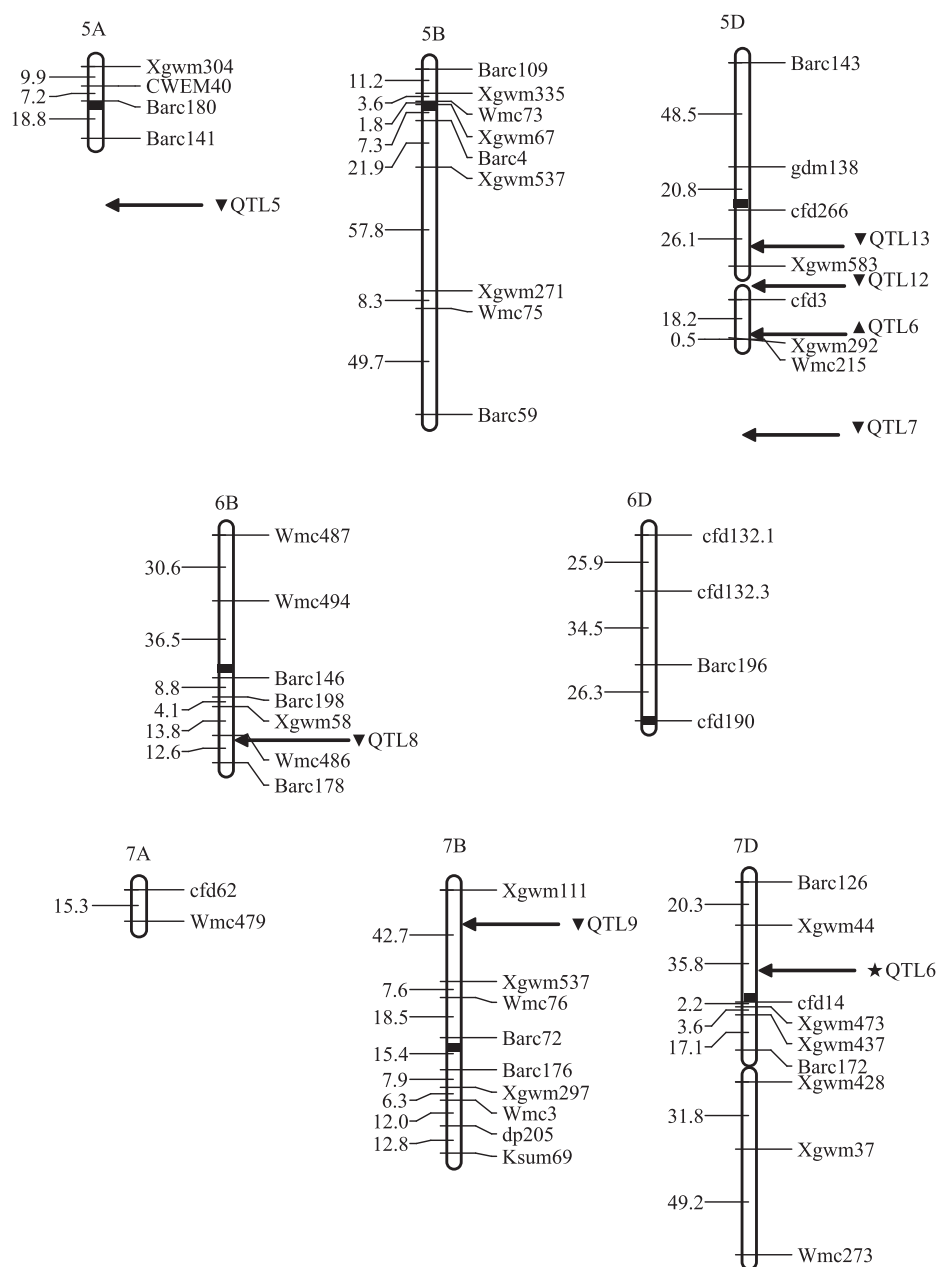 5A
Xgwm304
9.9
CWEM40
7.2
Barc180
18.8
Barc141
▼QTL5
5B
Barc109
11.2
Xgwm335
3.6
Wmc73
1.8
Xgwm67
7.3
Barc4
21.9
Xgwm537
57.8
Xgwm271
8.3
Wmc75
49.7
Barc59
5D
Barc143
48.5
gdm138
20.8
cfd266
26.1
▼QTL13
Xgwm583
▼QTL12
cfd3
18.2
▲QTL6
0.5
Xgwm292
Wmc215
▼QTL7
6B
Wmc487
30.6
Wmc494
36.5
Barc146
8.8
Barc198
4.1
Xgwm58
13.8
▼QTL8
12.6
Wmc486
Barc178
6D
cfd132.1
25.9
cfd132.3
34.5
Barc196
26.3
cfd190
7A
cfd62
15.3
Wmc479
7B
Xgwm111
▼QTL9
42.7
Xgwm537
7.6
Wmc76
18.5
Barc72
15.4
Barc176
7.9
Xgwm297
6.3
Wmc3
12.0
dp205
12.8
Ksum69
7D
Barc126
20.3
Xgwm44
35.8
★QTL6
2.2
cfd14
3.6
Xgwm473
17.1
Xgwm437
Barc172
Xgwm428
31.8
Xgwm37
49.2
Wmc273